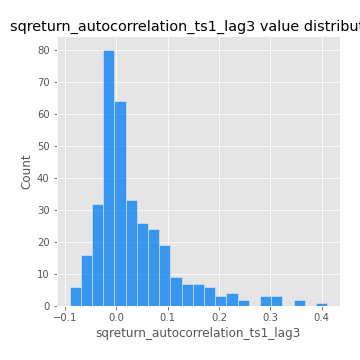 sqreturn_autocorrelation_ts1_lag3 value distribut
80
70
60
50
40
30
20
10
0
Count
−0.1 0.0 0.1 0.2 0.3 0.4
sqreturn_autocorrelation_ts1_lag3